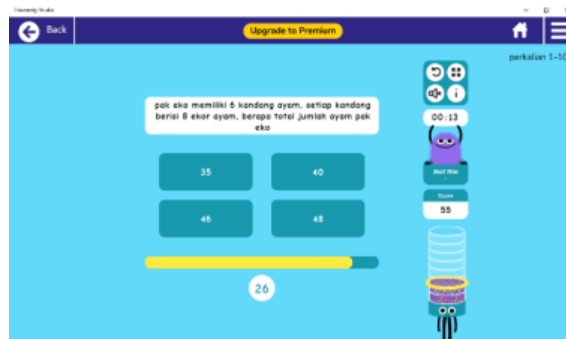 Back
Upgrade to Premium
perkalian 1-10
pak eko memiliki 6 kandang ayam, setiap kandang
berisi 8 ekor ayam, berapa total jumlah ayam pak
eko
00:13
35
40
46
48
Score
55
26